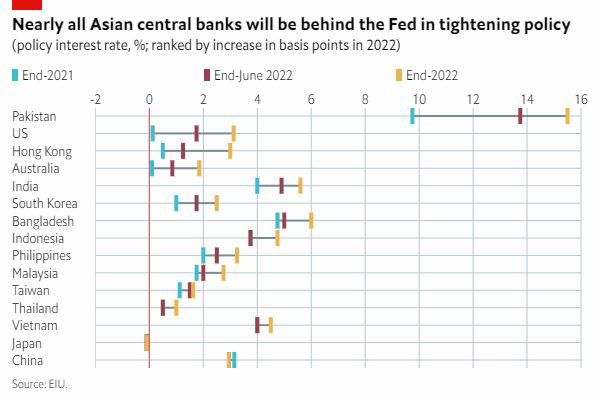 Nearly all Asian central banks will be behind the Fed in tightening policy
(policy interest rate, %; ranked by increase in basis points in 2022)
End-2021 End-June 2022 End-2022
-2 0 2 4 6 8 10 12 14 16
Pakistan
US
Hong Kong
Australia
India
South Korea
Bangladesh
Indonesia
Philippines
Malaysia
Taiwan
Thailand
Vietnam
Japan
China
Source: EIU.